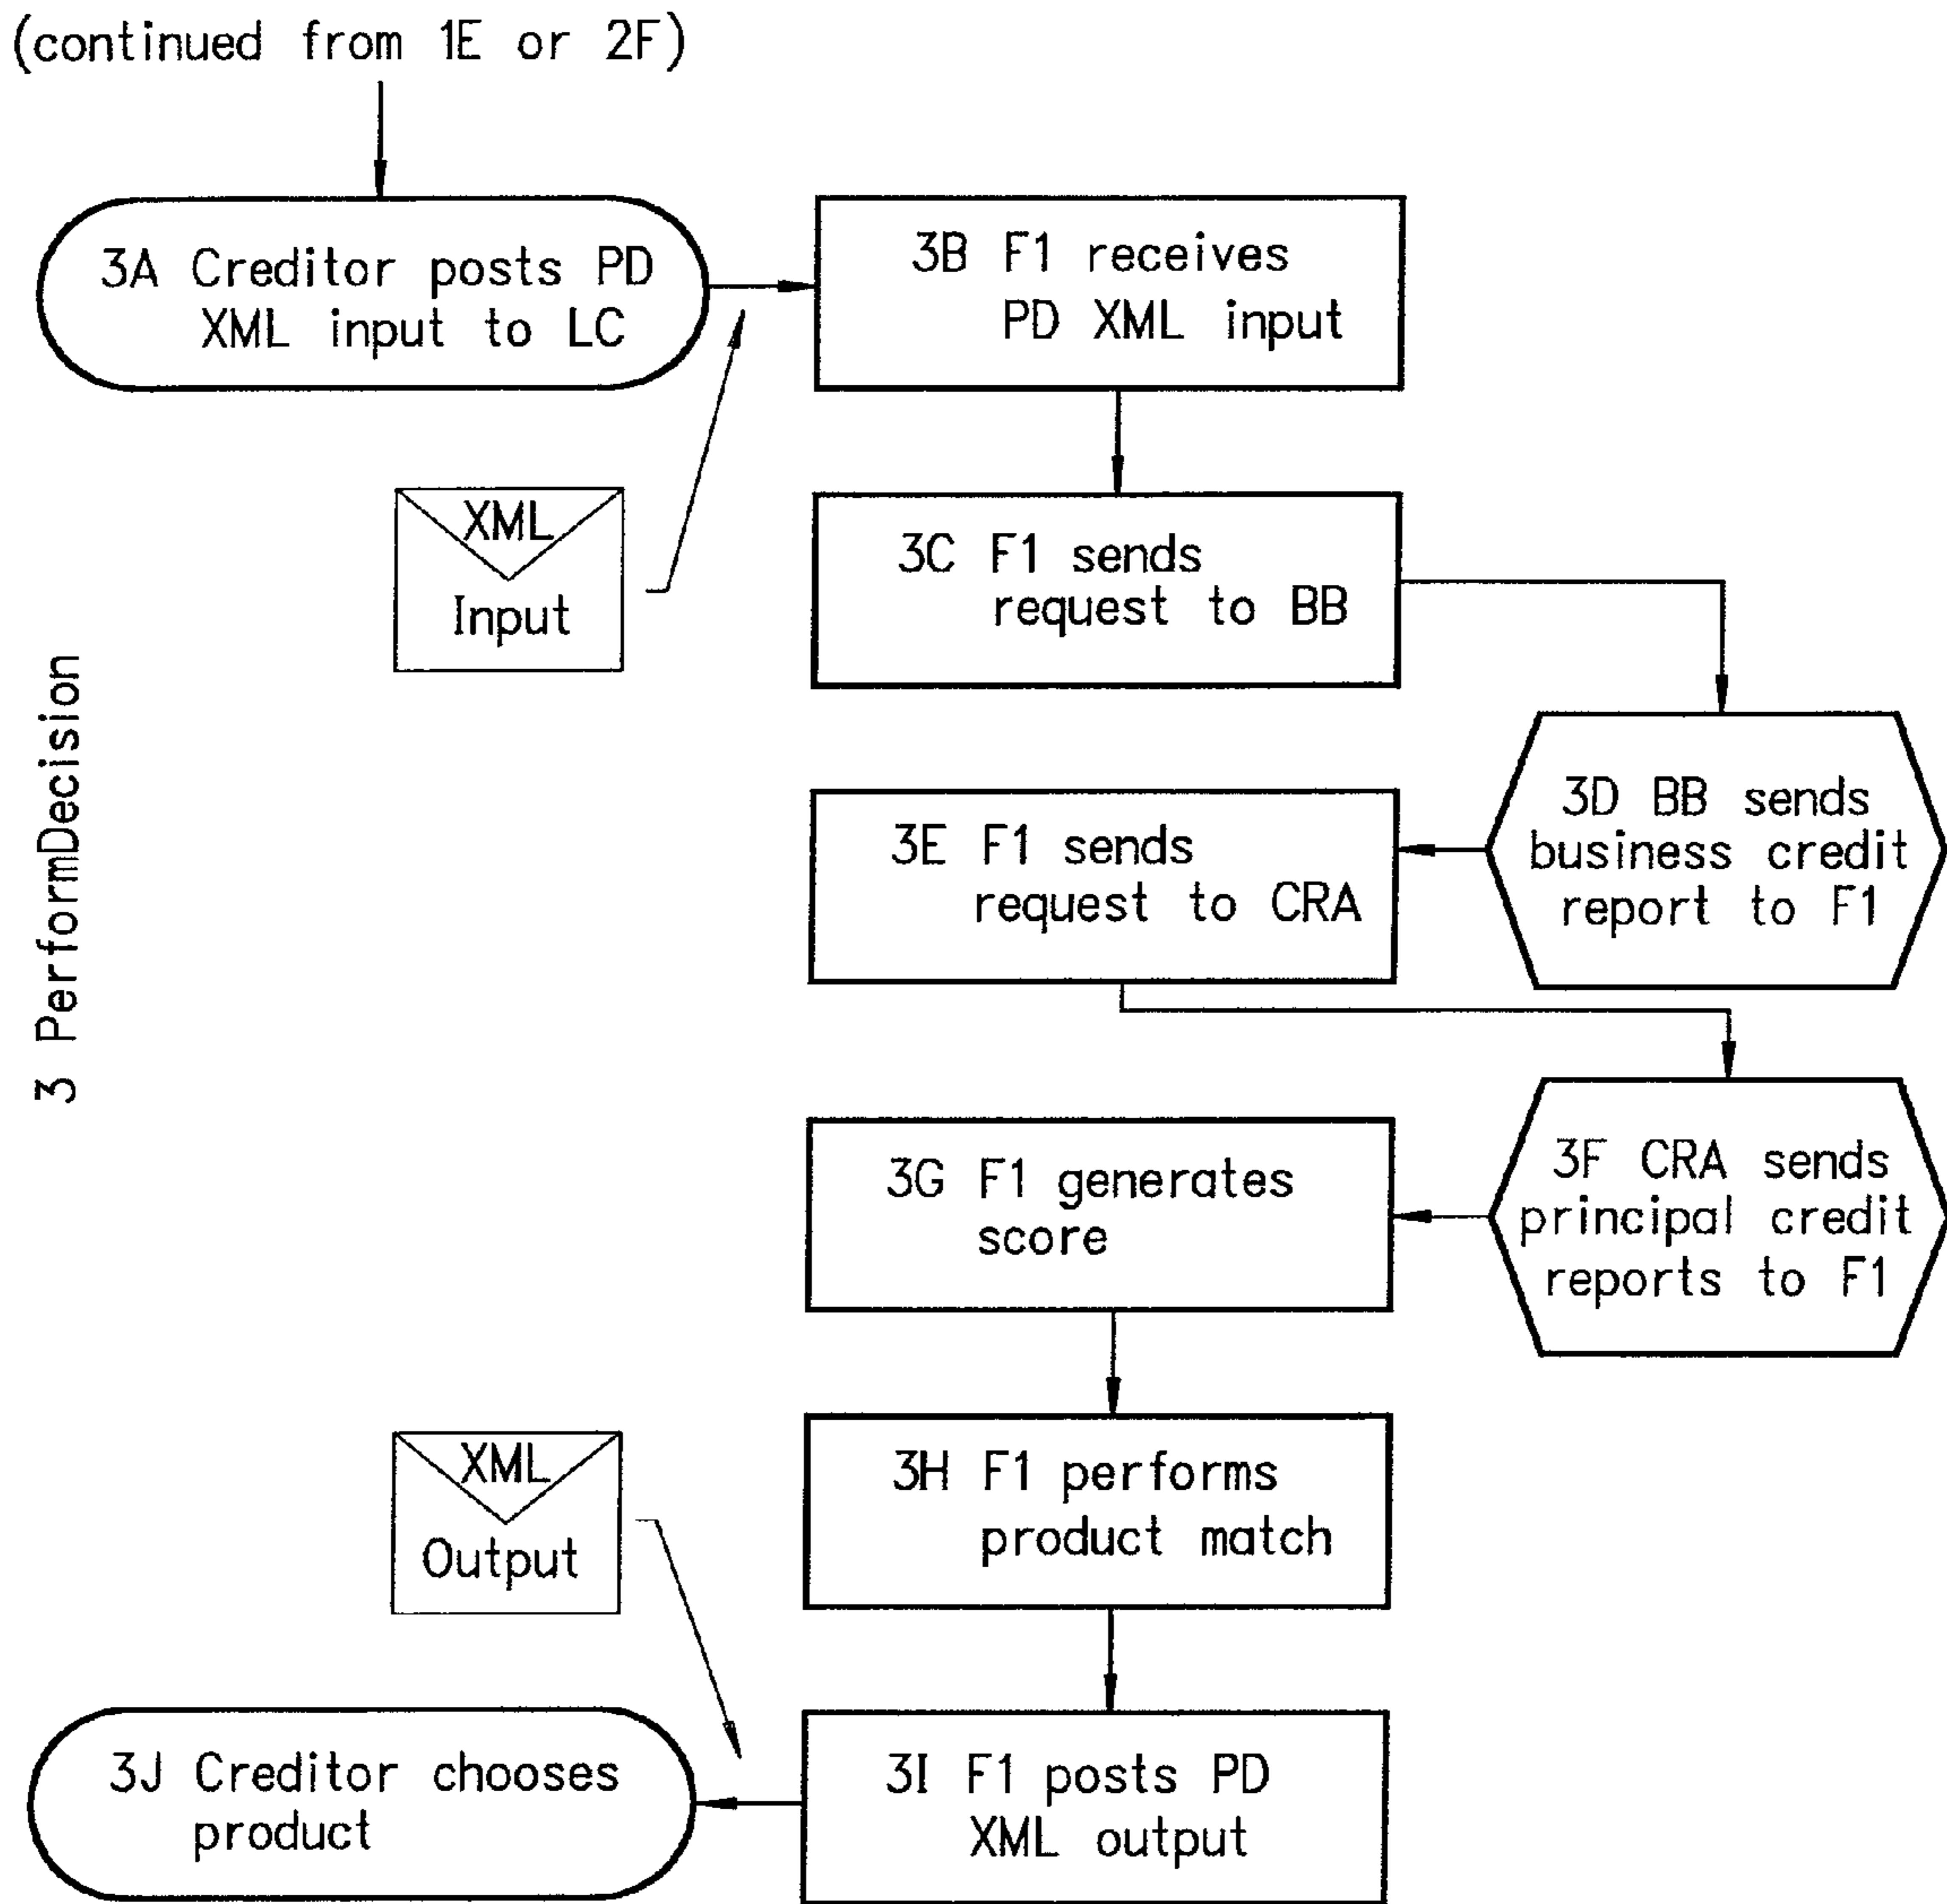 (continued from 1E or 2F)
3A Creditor posts PD
XML input to LC
3B F1 receives
PD XML input
XML
Input
3C F1 sends
request to BB
3 PerformDecision
3D BB sends
business credit
report to F1
3E F1 sends
request to CRA
3F CRA sends
principal credit
reports to F1
3G F1 generates
score
3H F1 performs
product match
XML
Output
3I F1 posts PD
XML output
3J Creditor chooses
product